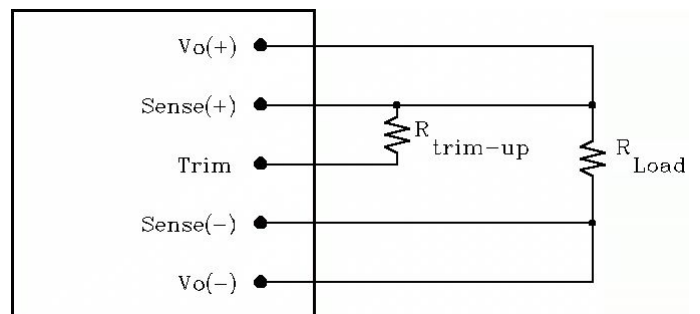 Vo(+)
Sense(+)
R
trim-up
R
Load
Trim
Sense(-)
Vo(-)